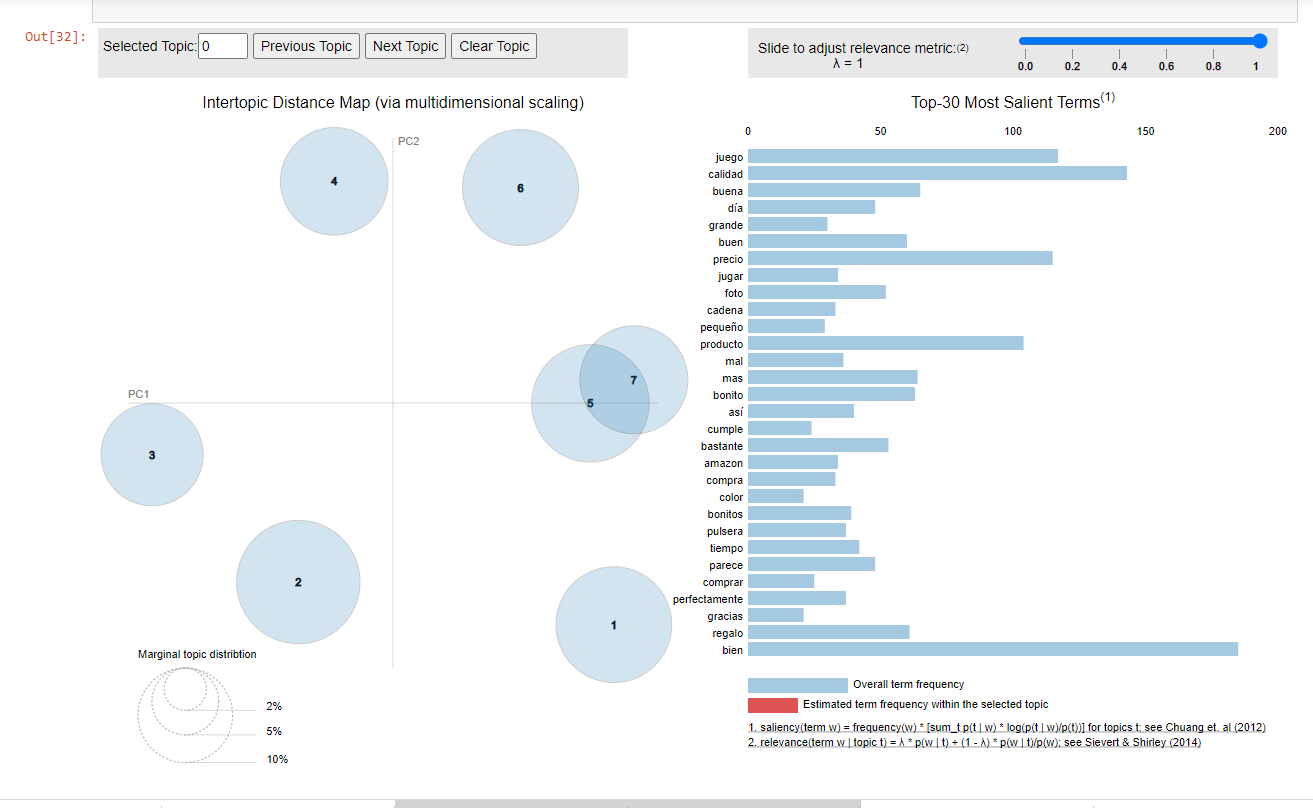 Out[32]:
Selected Topic: 0 Previous Topic Next Topic Clear Topic
Slide to adjust relevance metric:(2)
λ = 1
0.0 0.2 0.4 0.6 0.8 1
Intertopic Distance Map (via multidimensional scaling)
PC2
PC1
4
6
7
5
3
2
1
Marginal topic distribtion
2%
5%
10%
Top-30 Most Salient Terms(1)
0 50 100 150 200
juego
calidad
buena
día
grande
buen
precio
jugar
foto
cadena
pequeño
producto
mal
mas
bonito
así
cumple
bastante
amazon
compra
color
bonitos
pulsera
tiempo
parece
comprar
perfectamente
gracias
regalo
bien
Overall term frequency
Estimated term frequency within the selected topic
1. saliency(term w) = frequency(w) * [sum_t p(t | w) * log(p(t | w)/p(t))] for topics t; see Chuang et. al (2012)
2. relevance(term w | topic t) = λ * p(w | t) + (1 - λ) * p(w | t)/p(w); see Sievert & Shirley (2014)